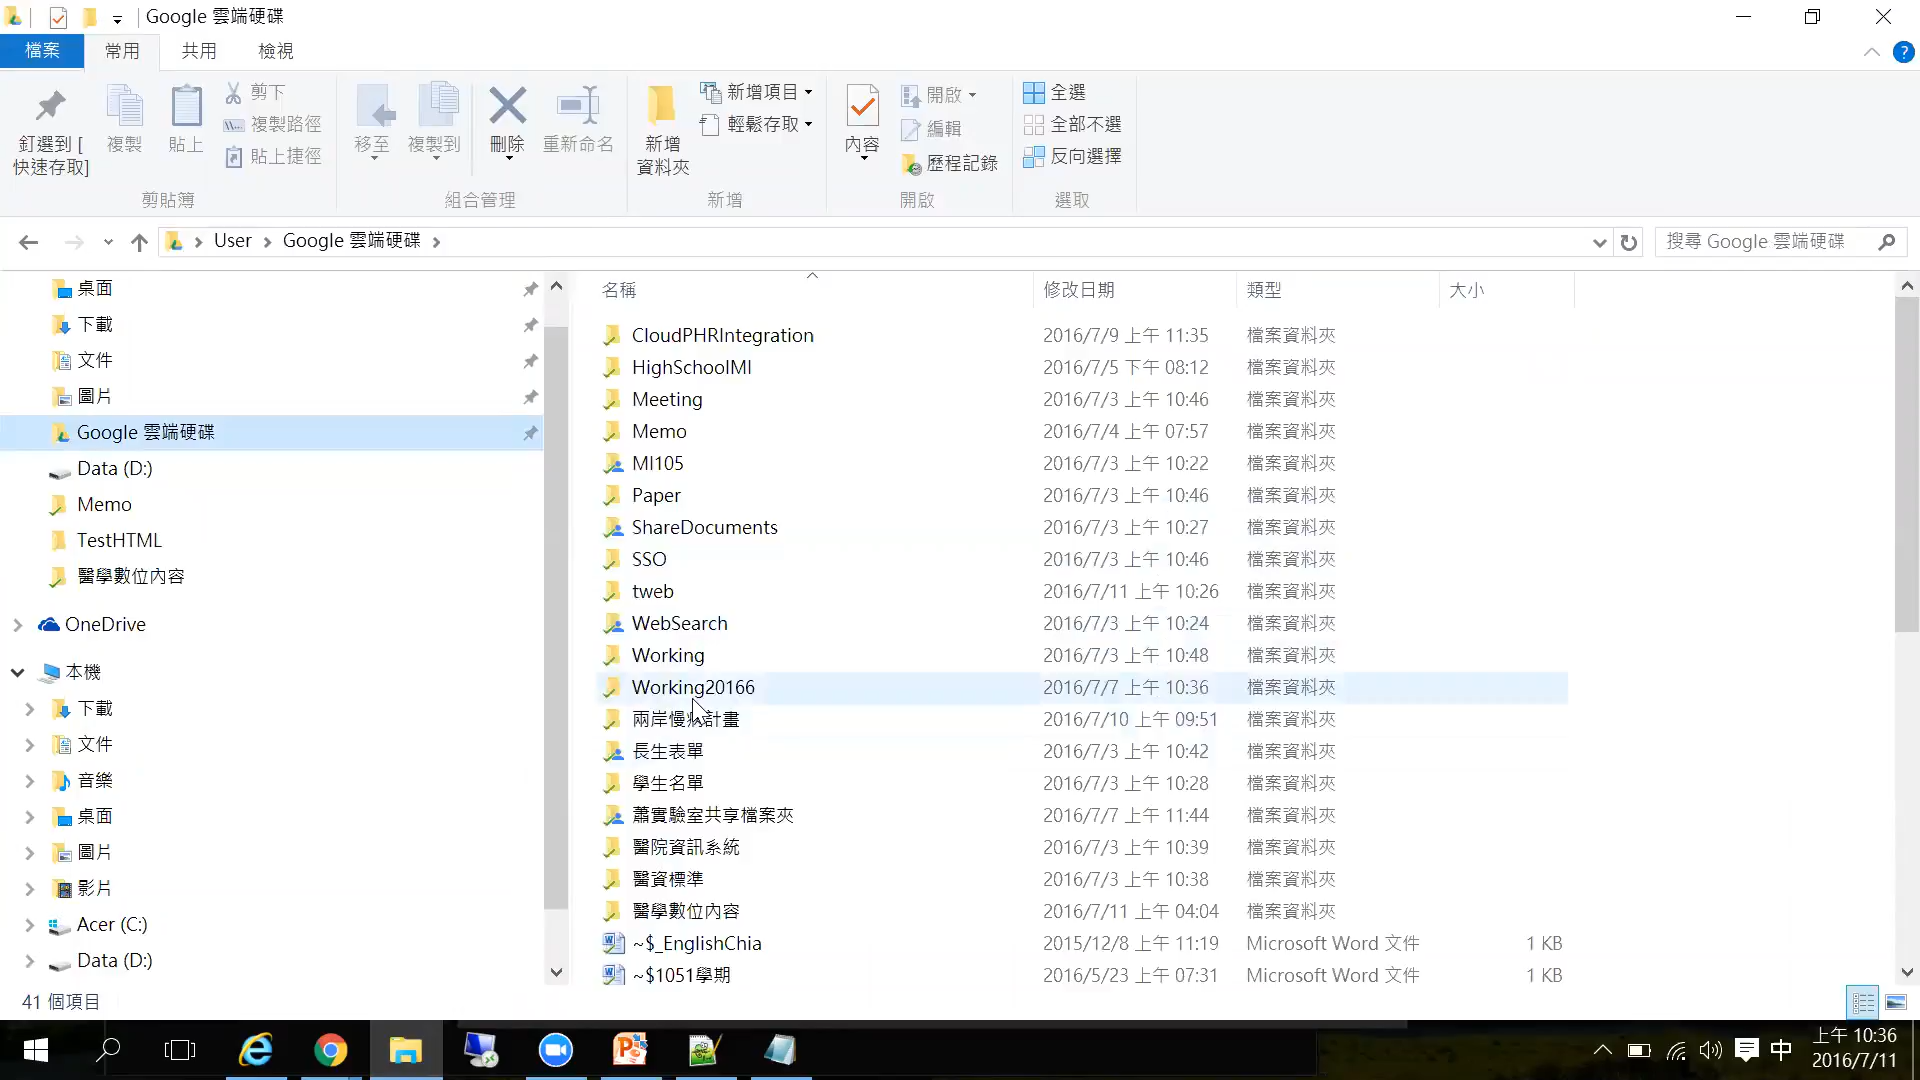 Google 雲端硬碟
檔案 常用 共用 檢視
釘選到 [
快速存取]
複製
貼上
剪下
複製路徑
貼上捷徑
剪貼簿
移至
複製到
刪除
重新命名
組合管理
新增
資料夾
新增項目
輕鬆存取
新增
內容
開啟
編輯
歷程記錄
開啟
全選
全部不選
反向選擇
選取
User Google 雲端硬碟
搜尋 Google 雲端硬碟
桌面
下載
文件
圖片
Google 雲端硬碟
Data (D:)
Memo
TestHTML
醫學數位內容
OneDrive
本機
下載
文件
音樂
桌面
圖片
影片
Acer (C:)
Data (D:)
名稱 修改日期 類型 大小
CloudPHRIntegration 2016/7/9 上午 11:35 檔案資料夾
HighSchoolMI 2016/7/5 下午 08:12 檔案資料夾
Meeting 2016/7/3 上午 10:46 檔案資料夾
Memo 2016/7/4 上午 07:57 檔案資料夾
MI105 2016/7/3 上午 10:22 檔案資料夾
Paper 2016/7/3 上午 10:46 檔案資料夾
ShareDocuments 2016/7/3 上午 10:27 檔案資料夾
SSO 2016/7/3 上午 10:46 檔案資料夾
tweb 2016/7/11 上午 10:26 檔案資料夾
WebSearch 2016/7/3 上午 10:24 檔案資料夾
Working 2016/7/3 上午 10:48 檔案資料夾
Working20166 2016/7/7 上午 10:36 檔案資料夾
兩岸慢病計畫 2016/7/10 上午 09:51 檔案資料夾
長生表單 2016/7/3 上午 10:42 檔案資料夾
學生名單 2016/7/3 上午 10:28 檔案資料夾
蕭實驗室共享檔案夾 2016/7/7 上午 11:44 檔案資料夾
醫院資訊系統 2016/7/3 上午 10:39 檔案資料夾
醫資標準 2016/7/3 上午 10:38 檔案資料夾
醫學數位內容 2016/7/11 上午 04:04 檔案資料夾
~$_EnglishChia 2015/12/8 上午 11:19 Microsoft Word 文件 1 KB
~$1051學期 2016/5/23 上午 07:31 Microsoft Word 文件 1 KB
41 個項目
中
上午 10:36
2016/7/11